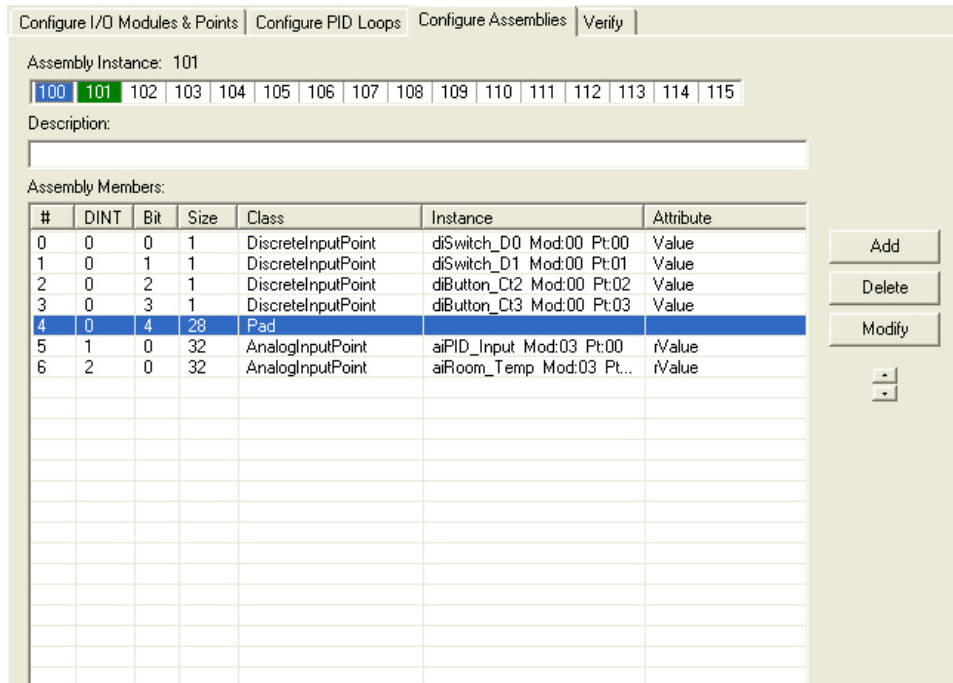 Configure I/O Modules & Points Configure PID Loops Configure Assemblies Verify
Assembly Instance: 101
100 101 102 103 104 105 106 107 108 109 110 111 112 113 114 115
Description:
Assembly Members:
# DINT Bit Size Class Instance Attribute
0 0 0 1 DiscreteInputPoint diSwitch_D0 Mod:00 Pt:00 Value
1 0 1 1 DiscreteInputPoint diSwitch_D1 Mod:00 Pt:01 Value
2 0 2 1 DiscreteInputPoint diButton_Ct2 Mod:00 Pt:02 Value
3 0 3 1 DiscreteInputPoint diButton_Ct3 Mod:00 Pt:03 Value
4 0 4 28 Pad
5 1 0 32 AnalogInputPoint aiPID_Input Mod:03 Pt:00 rValue
6 2 0 32 AnalogInputPoint aiRoom_Temp Mod:03 Pt... rValue
Add
Delete
Modify